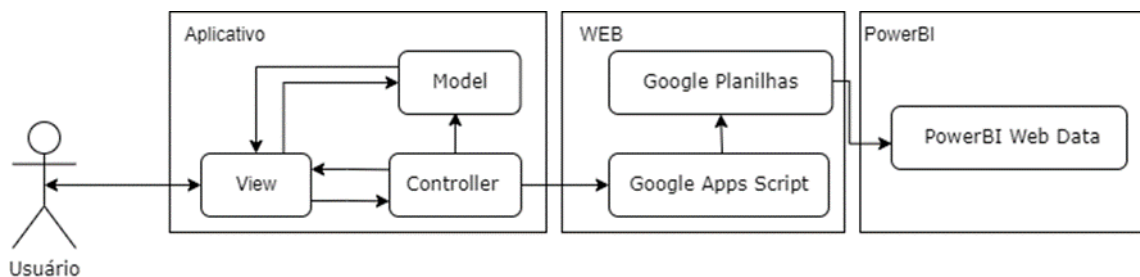 Aplicativo
WEB
PowerBI
Model
Google Planilhas
PowerBI Web Data
View
Controller
Google Apps Script
Usuário